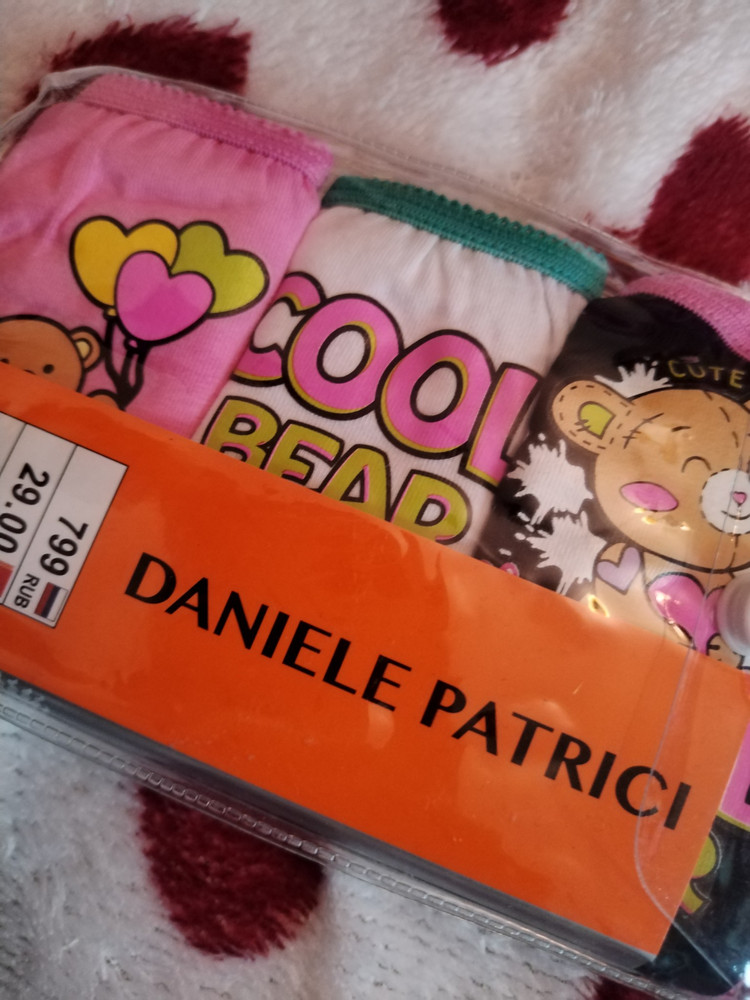 COOL
BEAR
CUTE
799 RUB
29.00
DANIELE PATRICI